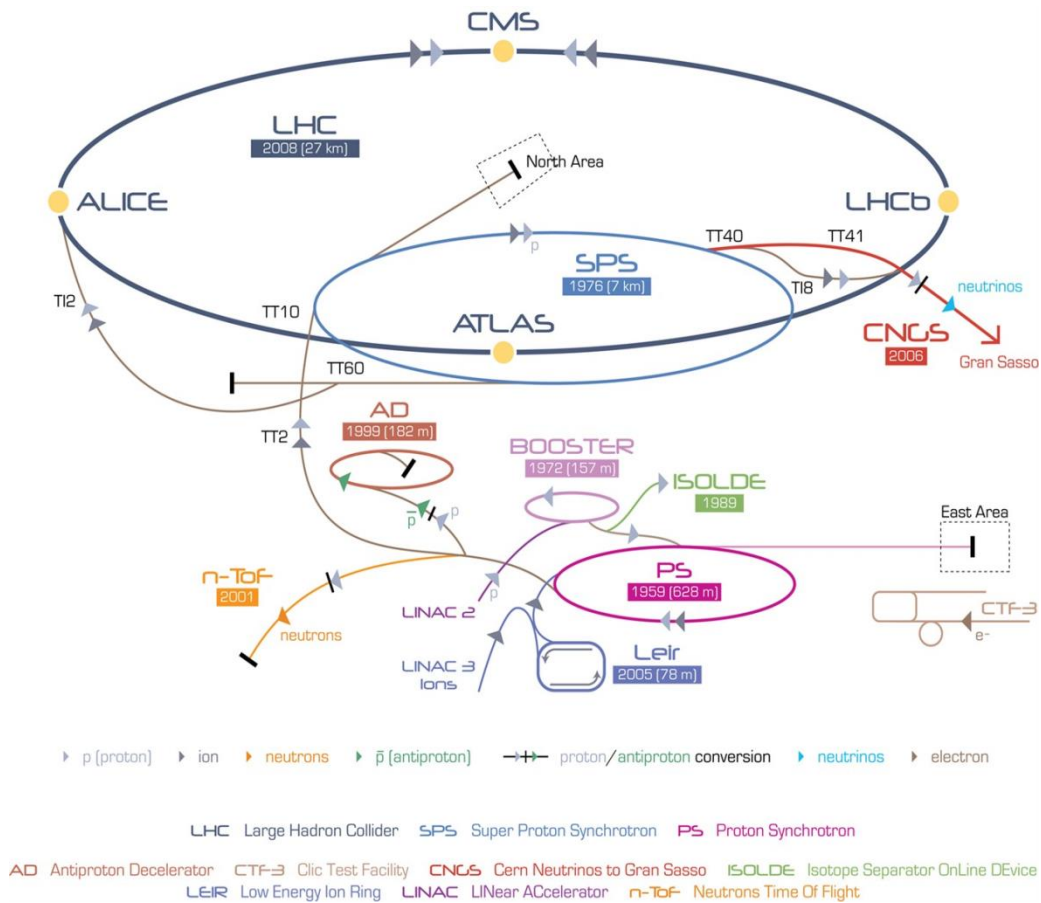 CMS
LHC
2008 (27 km)
North Area
ALICE
LHCb
TT40
TT41
p
SPS
1976 (7 km)
TI8
TI2
TT10
neutrinos
ATLAS
CNGS
2006
Gran Sasso
TT60
AD
1999 (182 m)
TT2
BOOSTER
1972 (157 m)
ISOLDE
1989
p̅
p
East Area
n-ToF
2001
PS
1959 (628 m)
p
LINAC 2
neutrons
CTF-3
e-
LINAC 3
Ions
Leir
2005 (78 m)
p (proton)
ion
neutrons
p̅ (antiproton)
proton/antiproton conversion
neutrinos
electron
LHC Large Hadron Collider SPS Super Proton Synchrotron PS Proton Synchrotron
AD Antiproton Decelerator CTF-3 Clic Test Facility CNGS Cern Neutrinos to Gran Sasso ISOLDE Isotope Separator OnLine DEvice
LEIR Low Energy Ion Ring LINAC LINear ACcelerator n-ToF Neutrons Time Of Flight